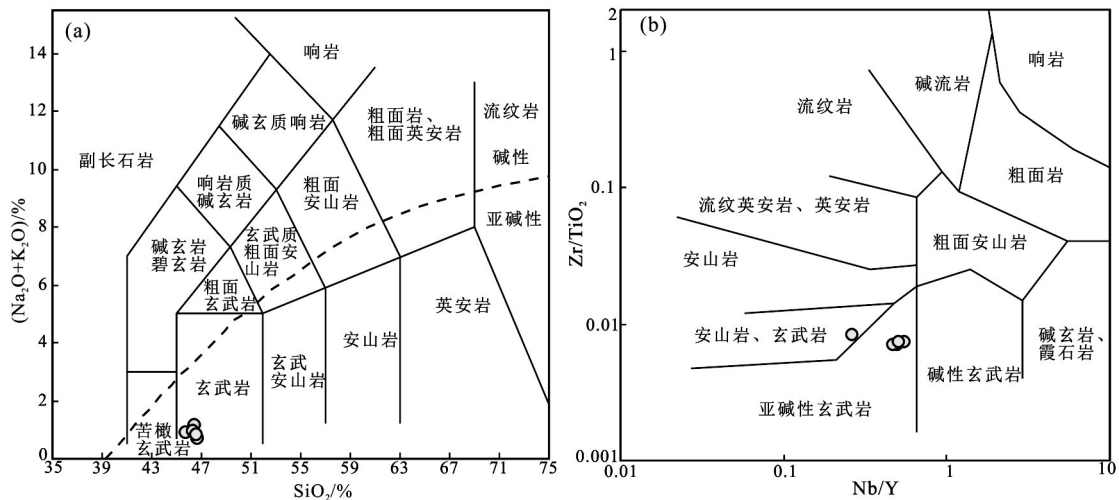 (a)
(Na₂O+K₂O)/%
14
12
10
8
6
4
2
0
35
43
47
51
55
59
63
67
71
75
SiO₂/%
响岩
碱玄质响岩
粗面岩、
粗面英安岩
流纹岩
碱性
亚碱性
副长石岩
响岩质
碱玄岩
粗面
安山岩
碱玄岩
碧玄岩
玄武质
粗面安
山岩
粗面
玄武岩
英安岩
安山岩
玄武
安山岩
玄武岩
苦橄
玄武岩
(b)
Zr/TiO₂
2
1
0.1
0.01
0.001
0.01
0.1
1
10
Nb/Y
响岩
碱流岩
流纹岩
粗面岩
流纹英安岩、英安岩
粗面安山岩
安山岩
安山岩、玄武岩
碱玄岩、
霞石岩
碱性玄武岩
亚碱性玄武岩